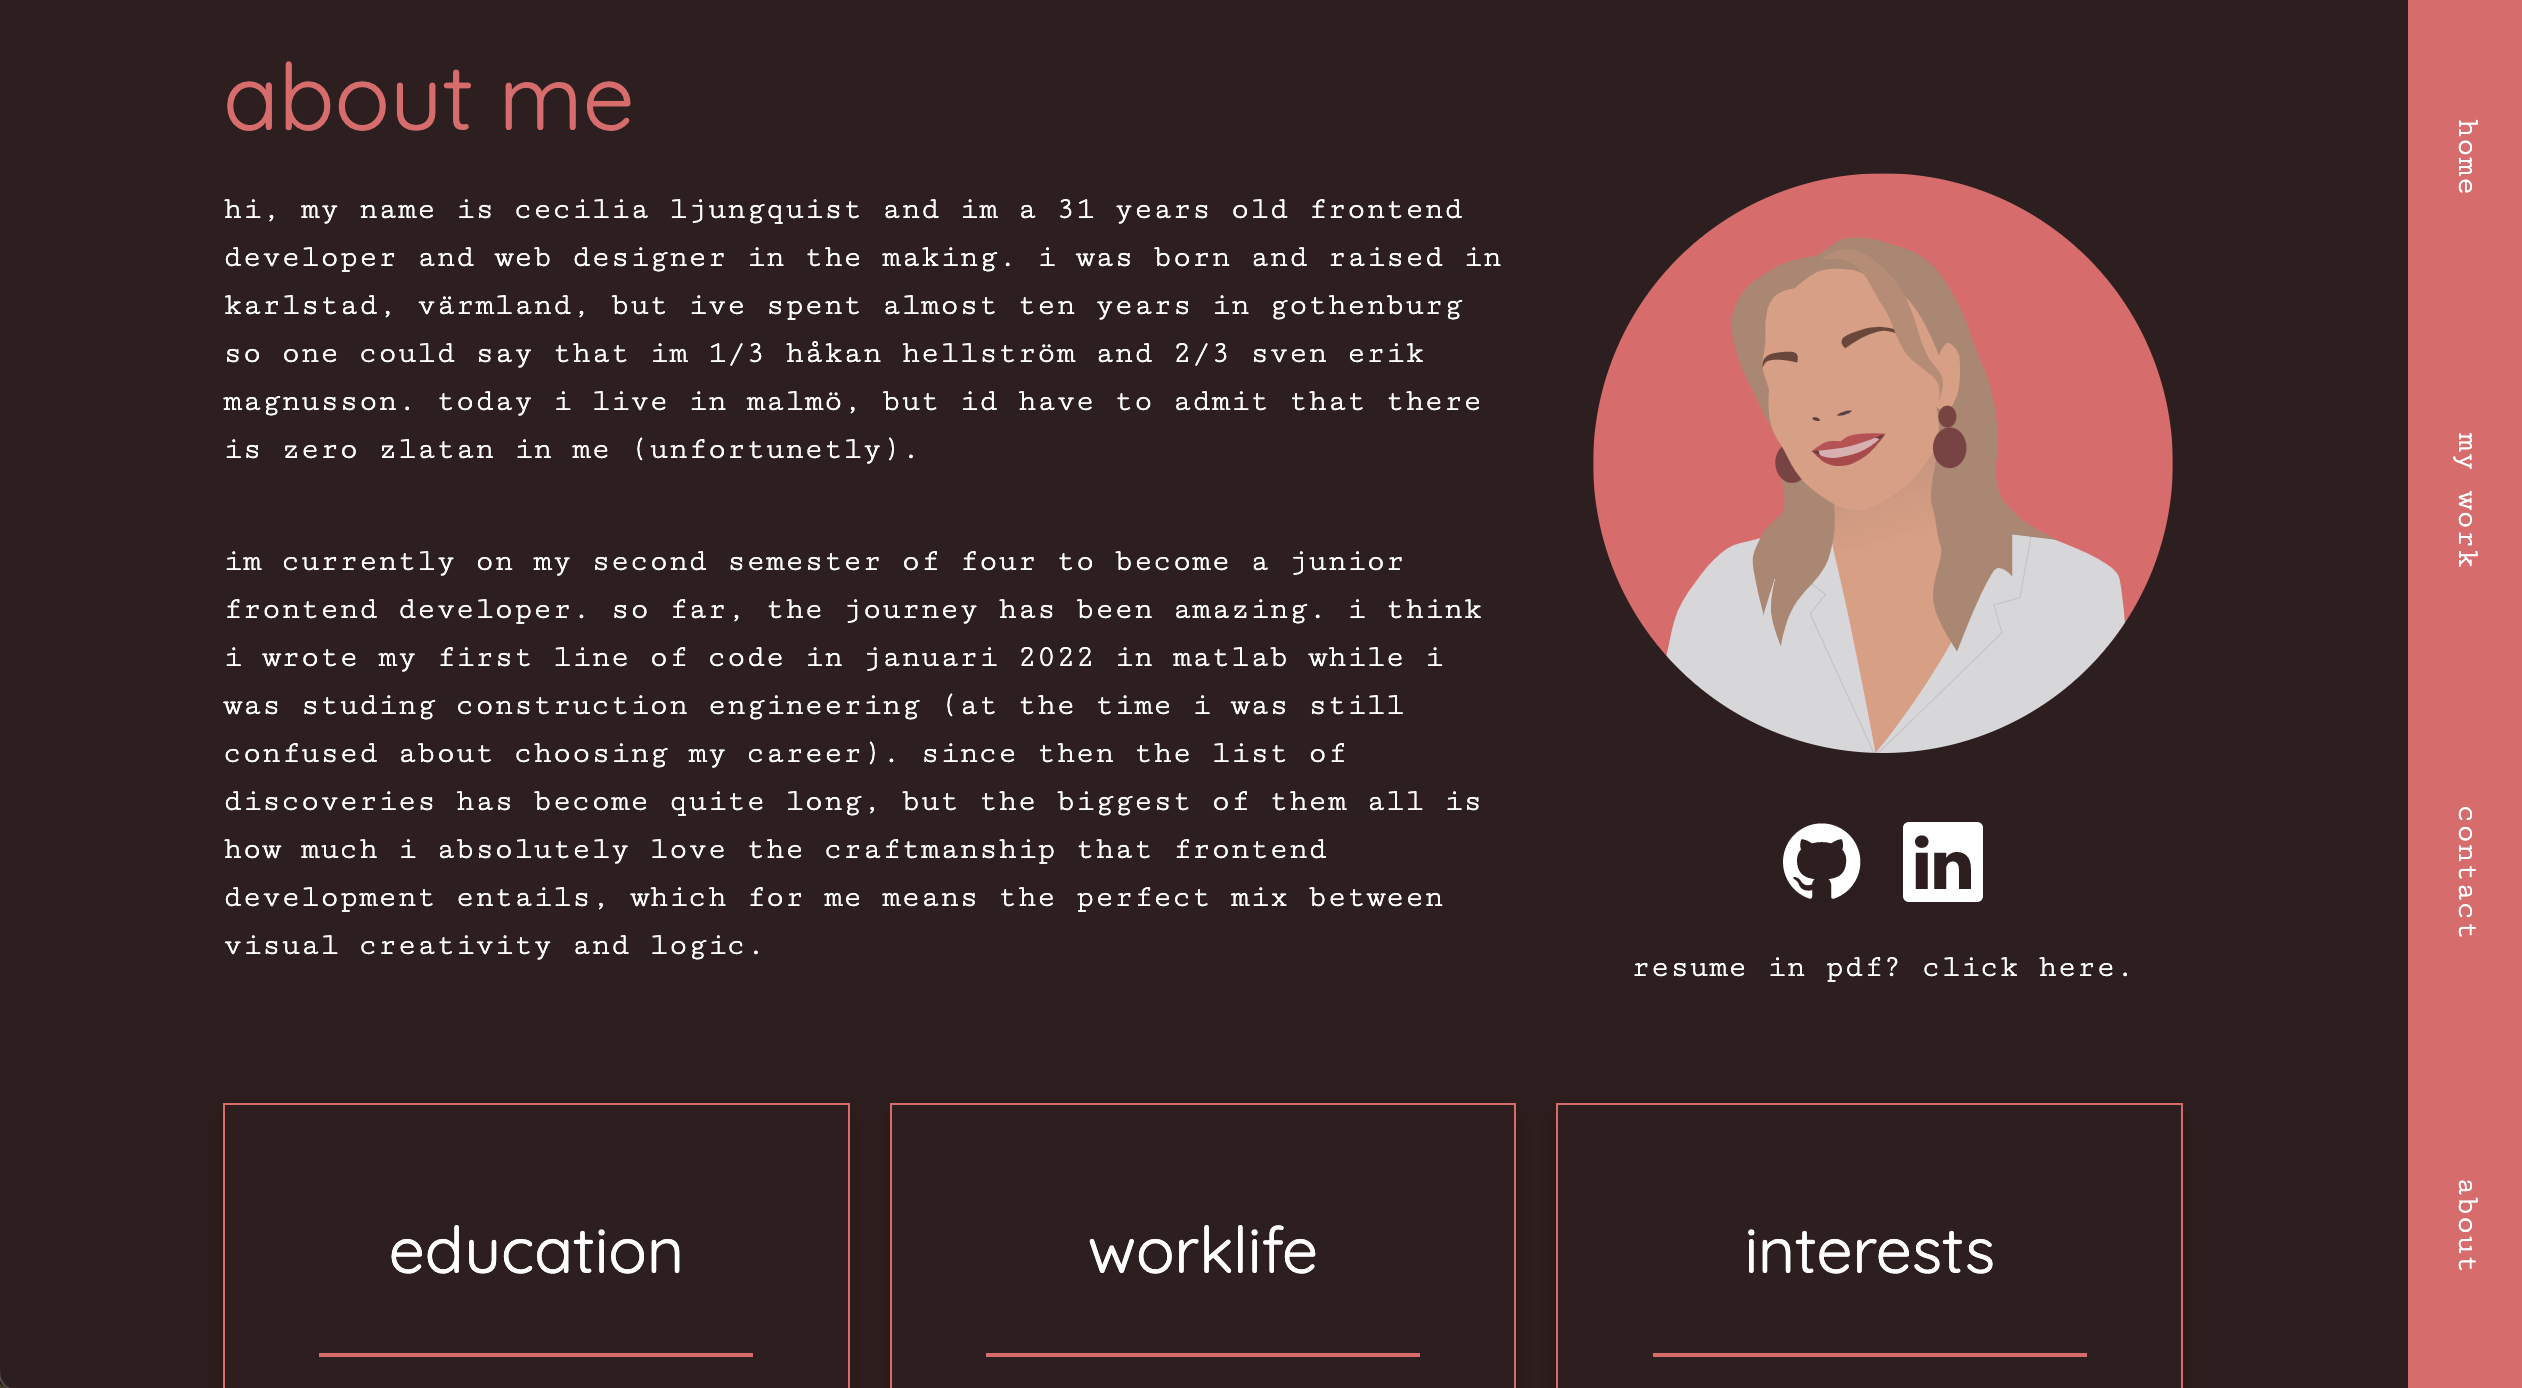 about me
hi, my name is cecilia ljungquist and im a 31 years old frontend
developer and web designer in the making. i was born and raised in
karlstad, värmland, but ive spent almost ten years in gothenburg
so one could say that im 1/3 håkan hellström and 2/3 sven erik
magnusson. today i live in malmö, but id have to admit that there
is zero zlatan in me (unfortunetly).
im currently on my second semester of four to become a junior
frontend developer. so far, the journey has been amazing. i think
i wrote my first line of code in januari 2022 in matlab while i
was studing construction engineering (at the time i was still
confused about choosing my career). since then the list of
discoveries has become quite long, but the biggest of them all is
how much i absolutely love the craftmanship that frontend
development entails, which for me means the perfect mix between
visual creativity and logic.
in
resume in pdf? click here.
education
worklife
interests
home
my work
contact
about